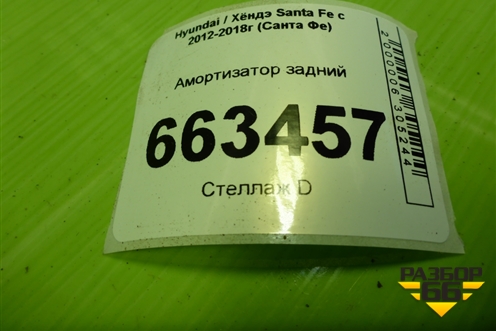 Hyundai / Хёндэ Santa Fe с
2012-2018г (Санта Фе)
Амортизатор задний
663457
Стеллаж D
2000006305244
РАЗБОР
66